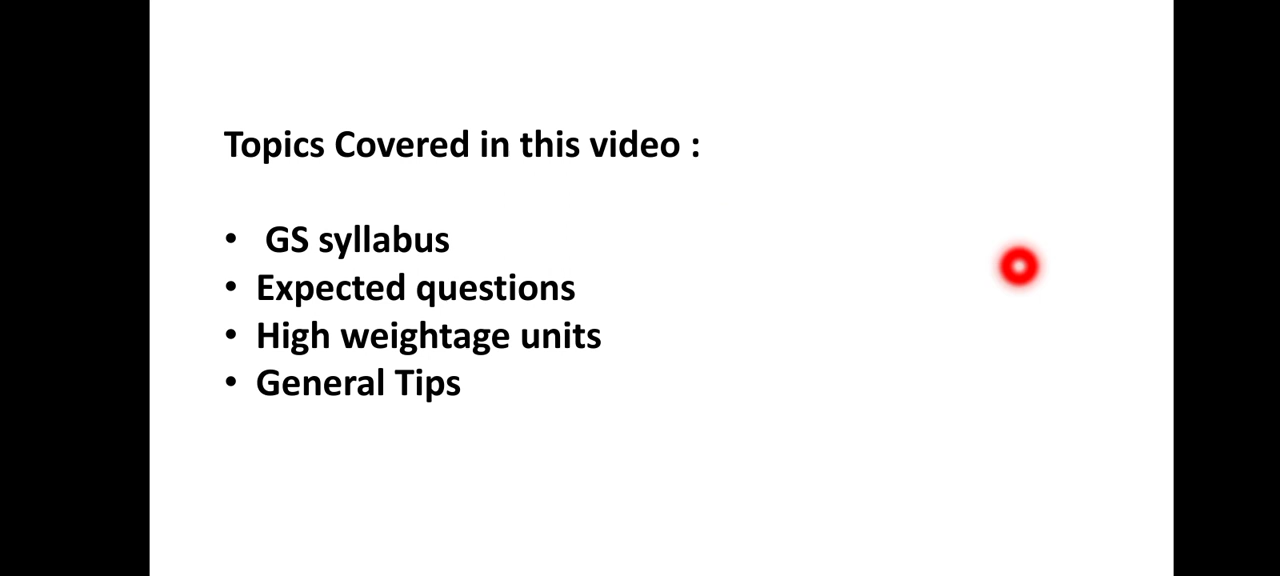 Topics Covered in this video :
• GS syllabus
• Expected questions
• High weightage units
• General Tips